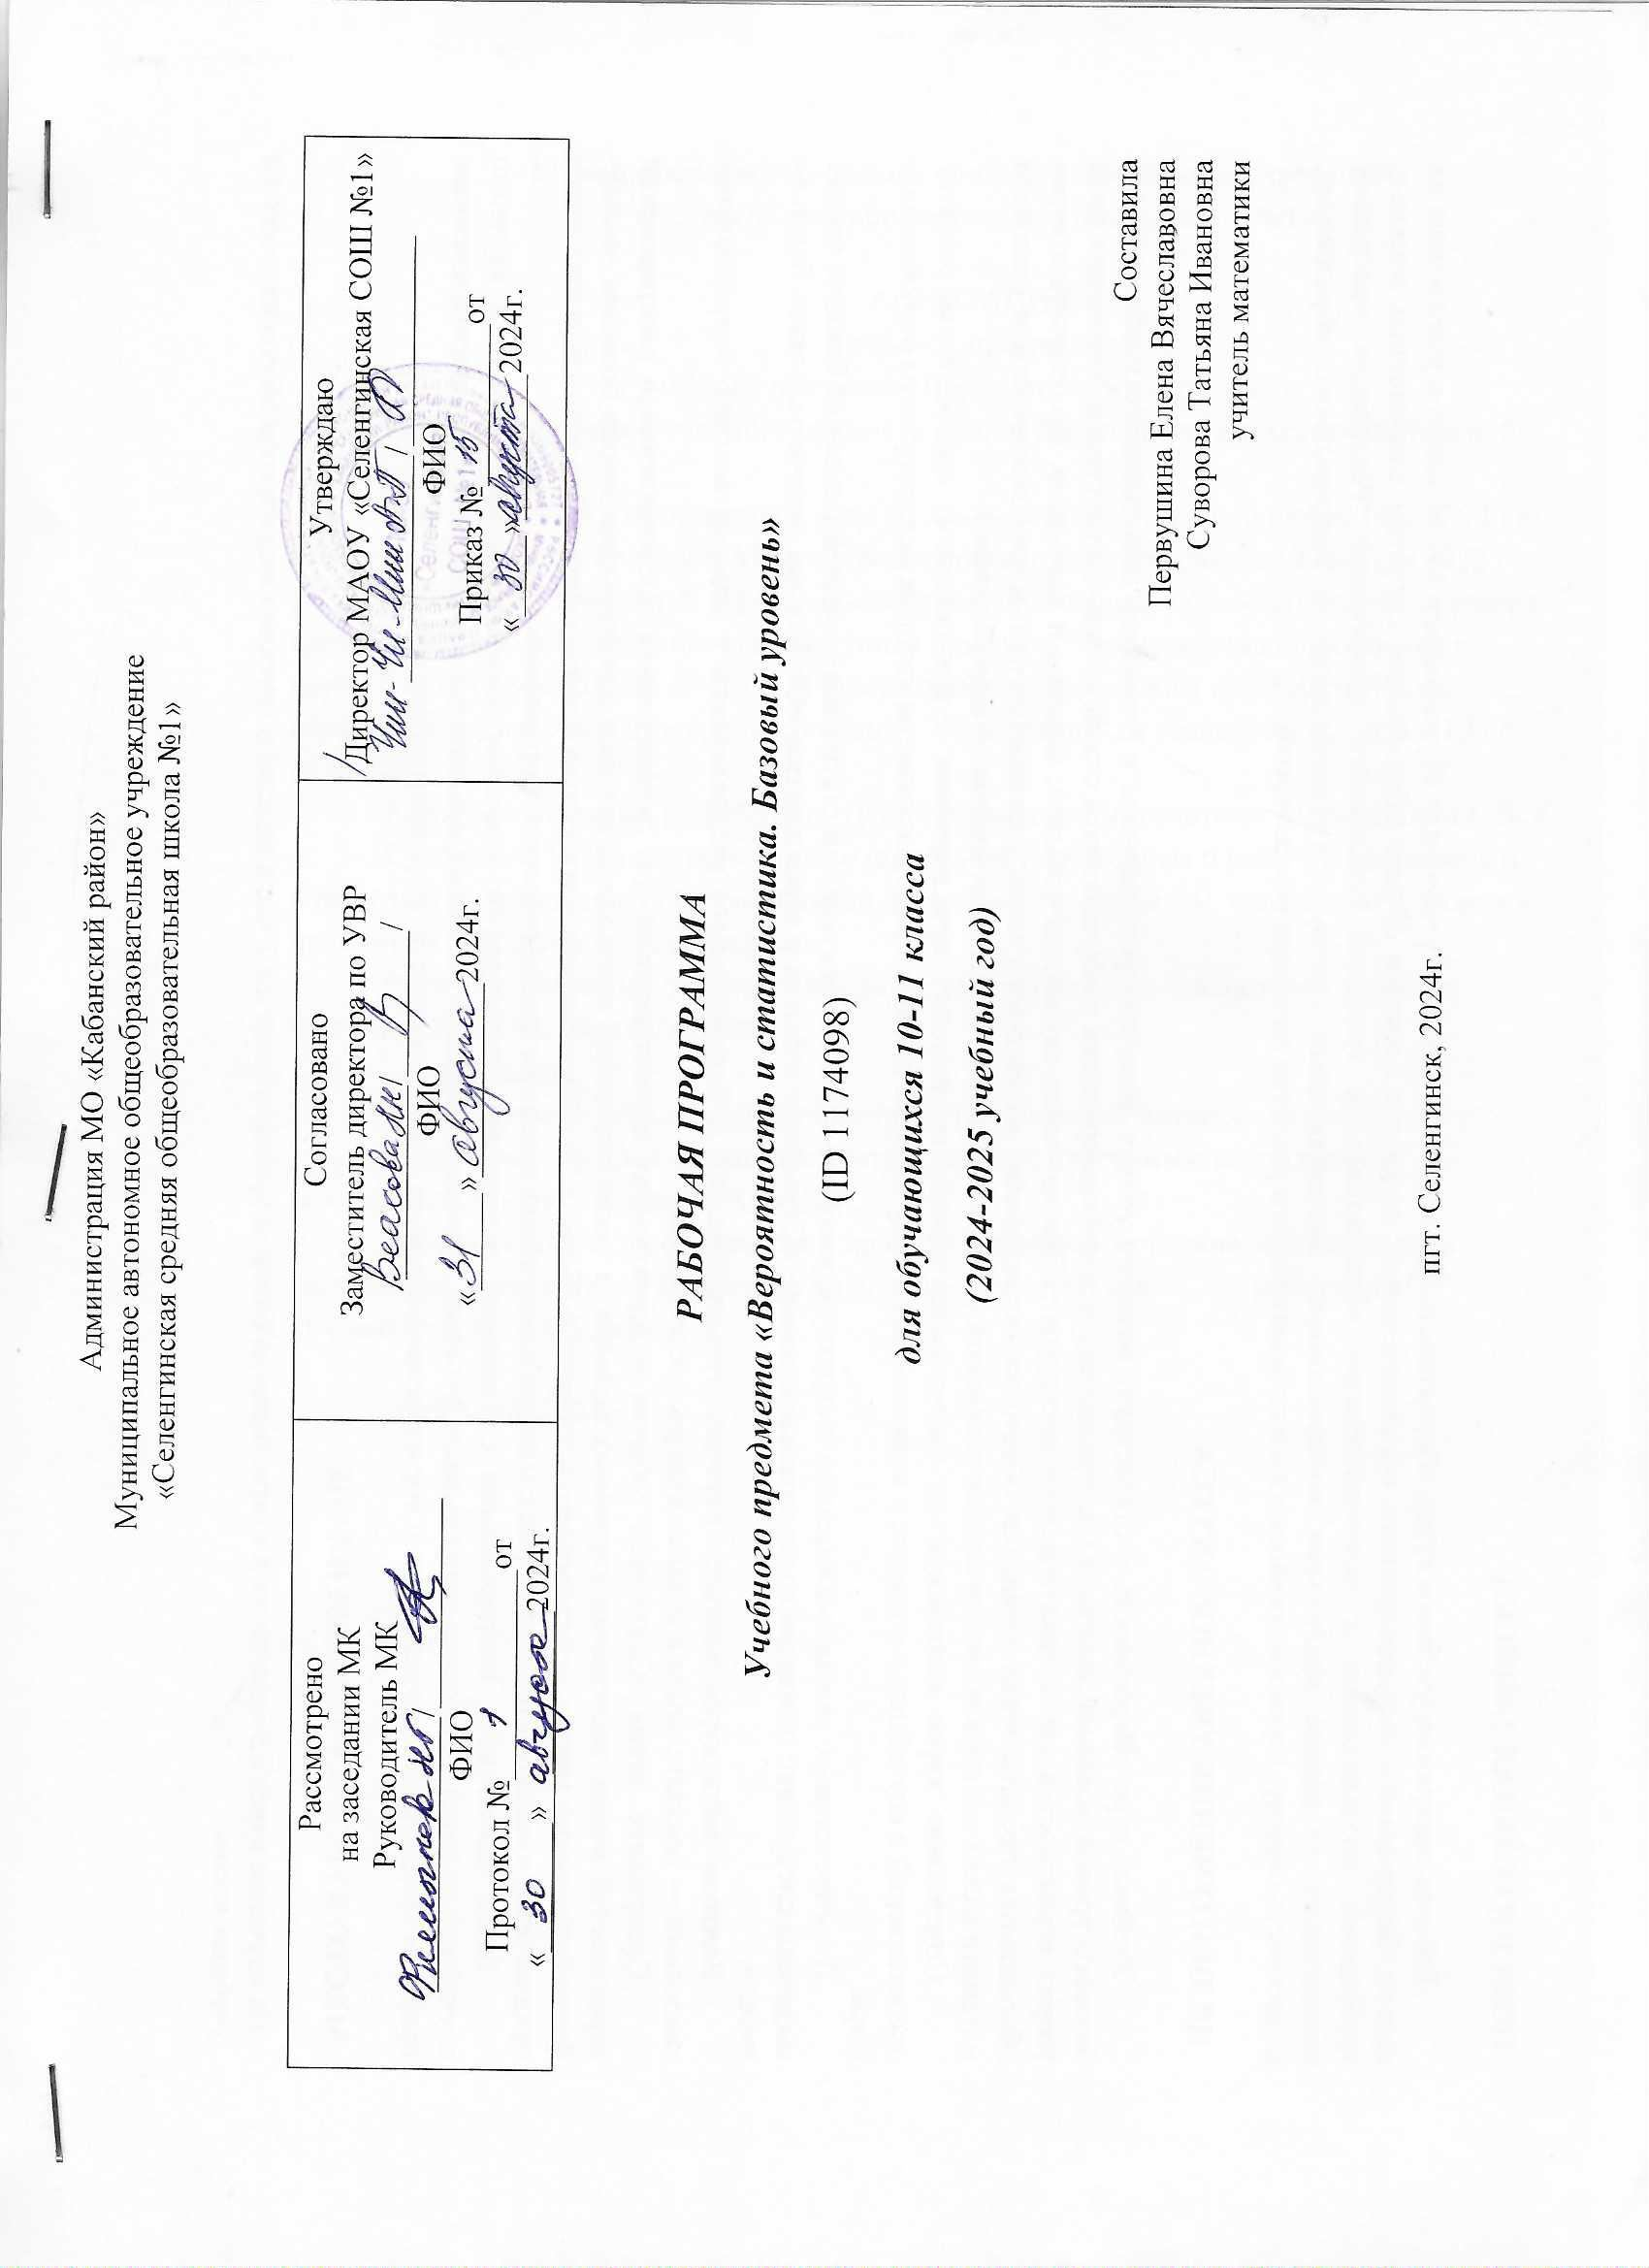 Администрация МО «Кабанский район»
Муниципальное автономное общеобразовательное учреждение
«Селенгинская средняя общеобразовательная школа №1»
Рассмотрено
на заседании МК
Руководитель МК
/
ФИО
Протокол № 1 от
« 30 » августа 2024г.
Согласовано
Заместитель директора по УВР
/ /
ФИО
« 31 » августа 2024г.
Утверждаю
/Директор МАОУ «Селенгинская СОШ №1»
/
ФИО
Приказ № 15 от
« 30 » августа 2024г.
РАБОЧАЯ ПРОГРАММА
Учебного предмета «Вероятность и статистика. Базовый уровень»
(ID 1174098)
для обучающихся 10-11 класса
(2024-2025 учебный год)
Составила
Первушина Елена Вячеславовна
Суворова Татьяна Ивановна
учитель математики
пгт. Селенгинск, 2024г.